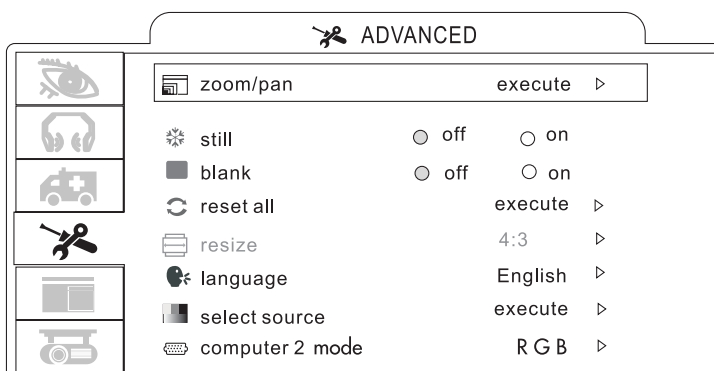 ADVANCED
zoom/pan execute
still off on
blank off on
reset all execute
resize 4:3
language English
select source execute
computer 2 mode RGB